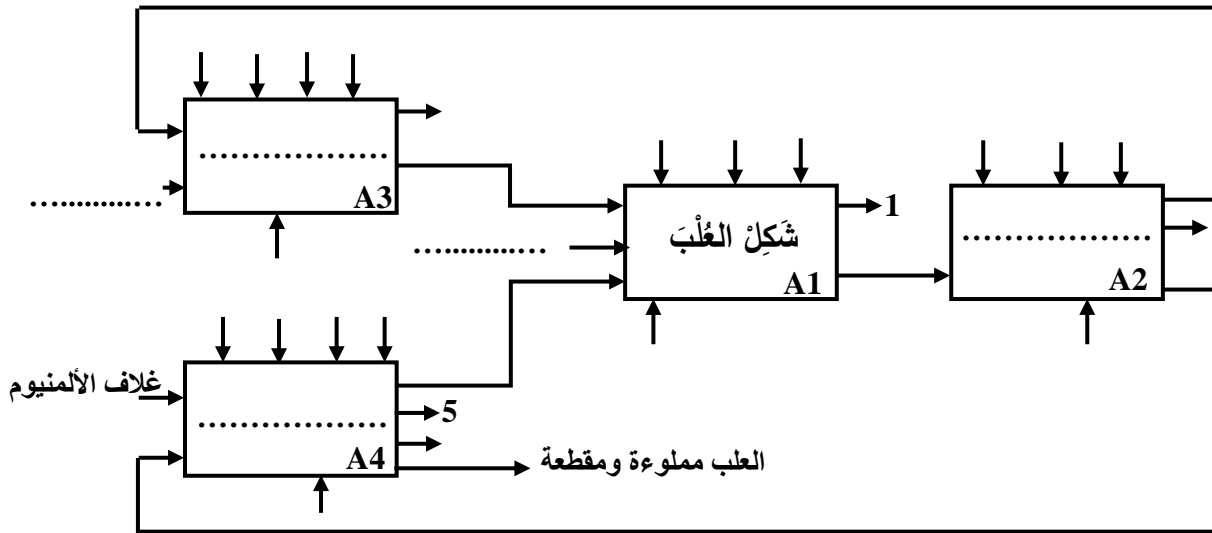 ..................
A3
..............
..............
شَكِلْ العُلْبَ
A1
1
..................
A2
غلاف الألمنيوم
..................
A4
5
العلب مملوءة ومقطعة